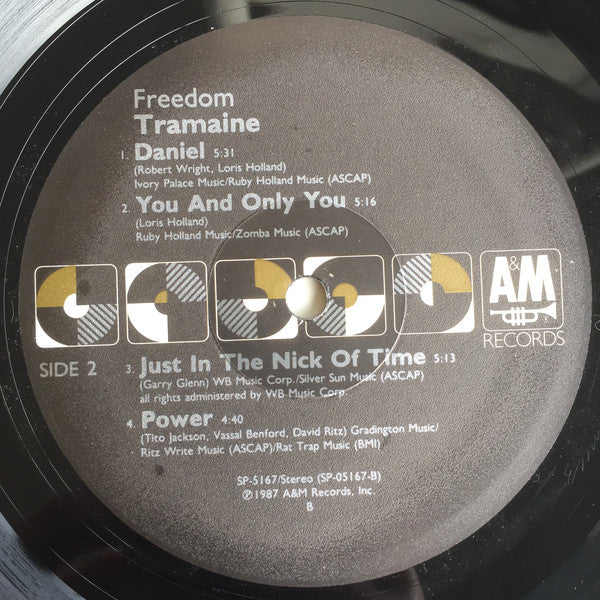 Freedom
Tramaine
1. Daniel 5:31
(Robert Wright, Loris Holland)
Ivory Palace Music/Ruby Holland Music (ASCAP)
2. You And Only You 5:16
(Loris Holland)
Ruby Holland Music/Zomba Music (ASCAP)
A&M
RECORDS
SIDE 2
3. Just In The Nick Of Time 5:13
(Garry Glenn) WB Music Corp./Silver Sun Music (ASCAP)
all rights administered by WB Music Corp.
4. Power 4:40
(Tito Jackson, Vassal Benford, David Ritz) Gradington Music/
Ritz Write Music (ASCAP)/Rat Trap Music (BMI)
SP-5167/Stereo (SP-05167-B)
℗1987 A&M Records, Inc.
B